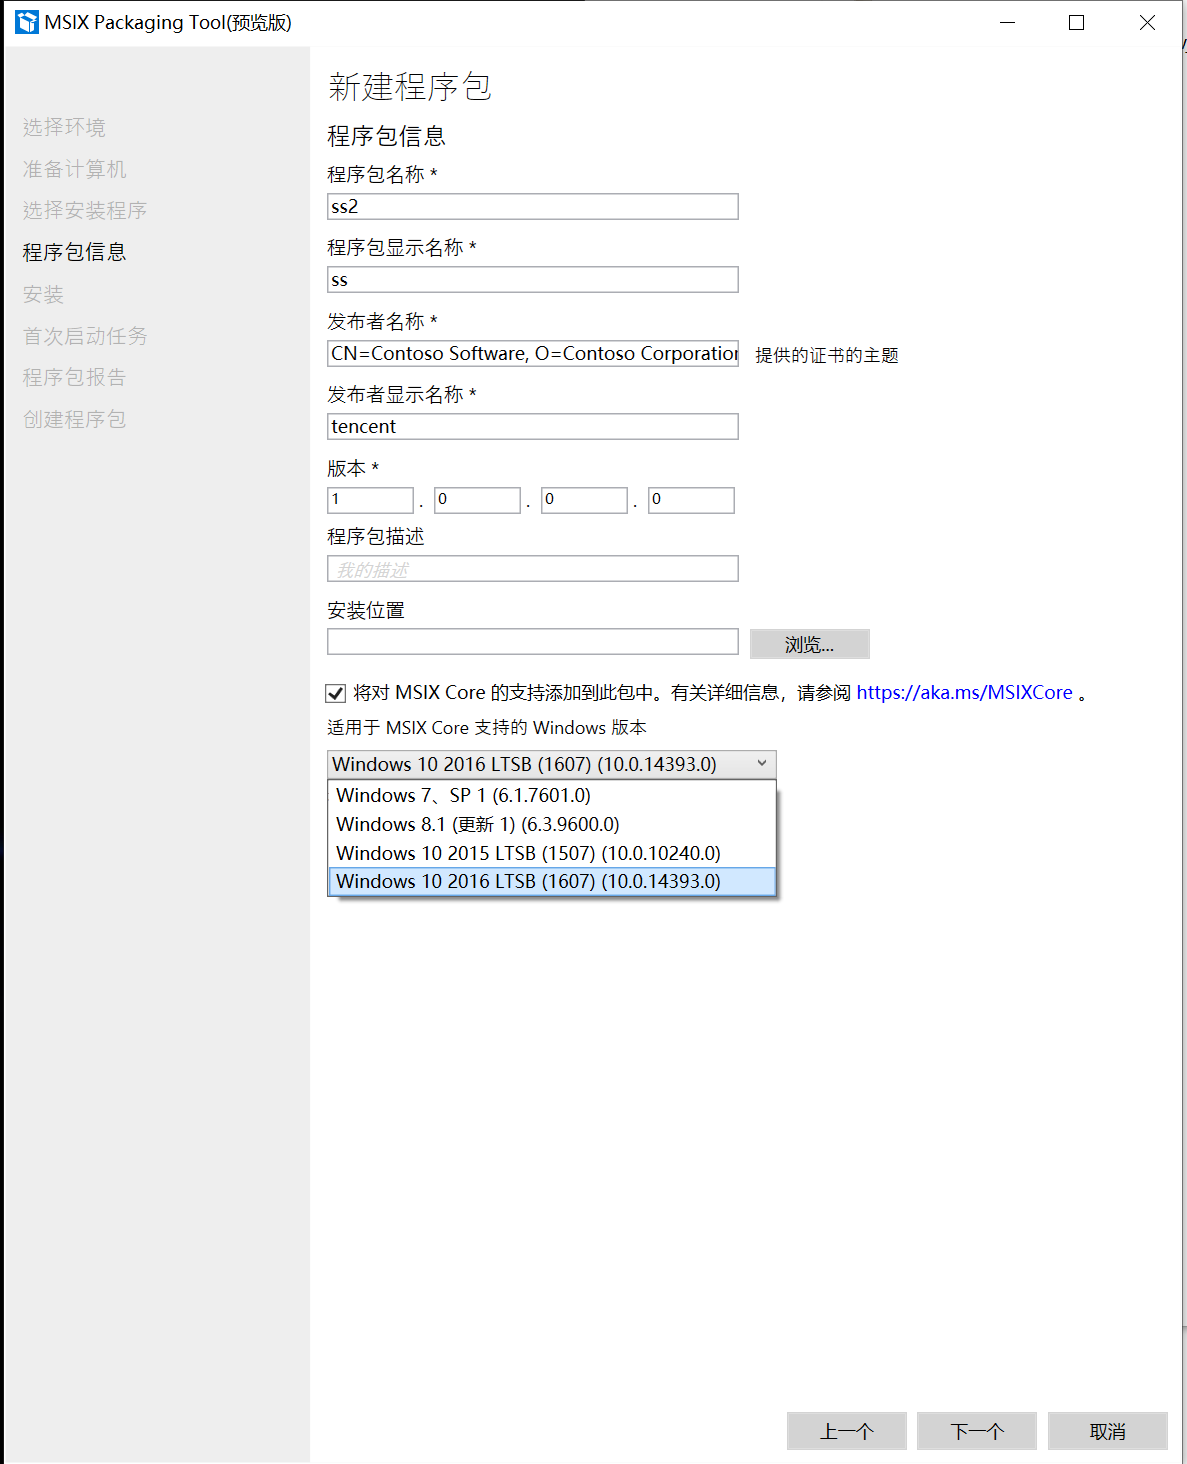 MSIX Packaging Tool(预览版)
选择环境
准备计算机
选择安装程序
程序包信息
安装
首次启动任务
程序包报告
创建程序包
新建程序包
程序包信息
程序包名称 *
ss2
程序包显示名称 *
ss
发布者名称 *
CN=Contoso Software, O=Contoso Corporation 提供的证书的主题
发布者显示名称 *
tencent
版本 *
1 . 0 . 0 . 0
程序包描述
我的描述
安装位置
浏览...
将对 MSIX Core 的支持添加到此包中。有关详细信息，请参阅 https://aka.ms/MSIXCore 。
适用于 MSIX Core 支持的 Windows 版本
Windows 10 2016 LTSB (1607) (10.0.14393.0)
Windows 7、SP 1 (6.1.7601.0)
Windows 8.1 (更新 1) (6.3.9600.0)
Windows 10 2015 LTSB (1507) (10.0.10240.0)
Windows 10 2016 LTSB (1607) (10.0.14393.0)
上一个 下一个 取消